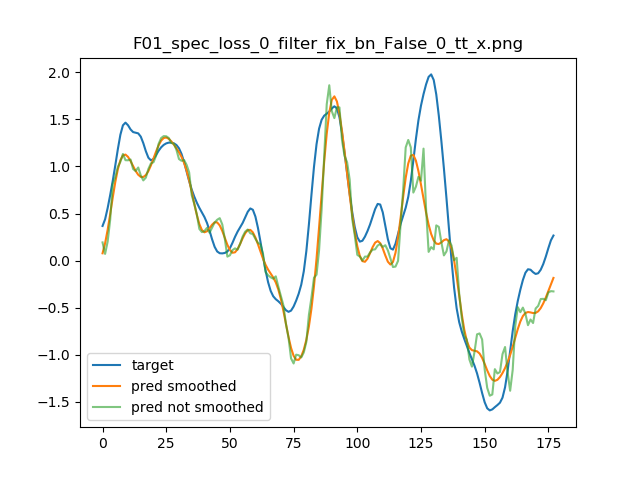 F01_spec_loss_0_filter_fix_bn_False_0_tt_x.png
2.0
1.5
1.0
0.5
0.0
−0.5
−1.0
−1.5
target
pred smoothed
pred not smoothed
0 25 50 75 100 125 150 175